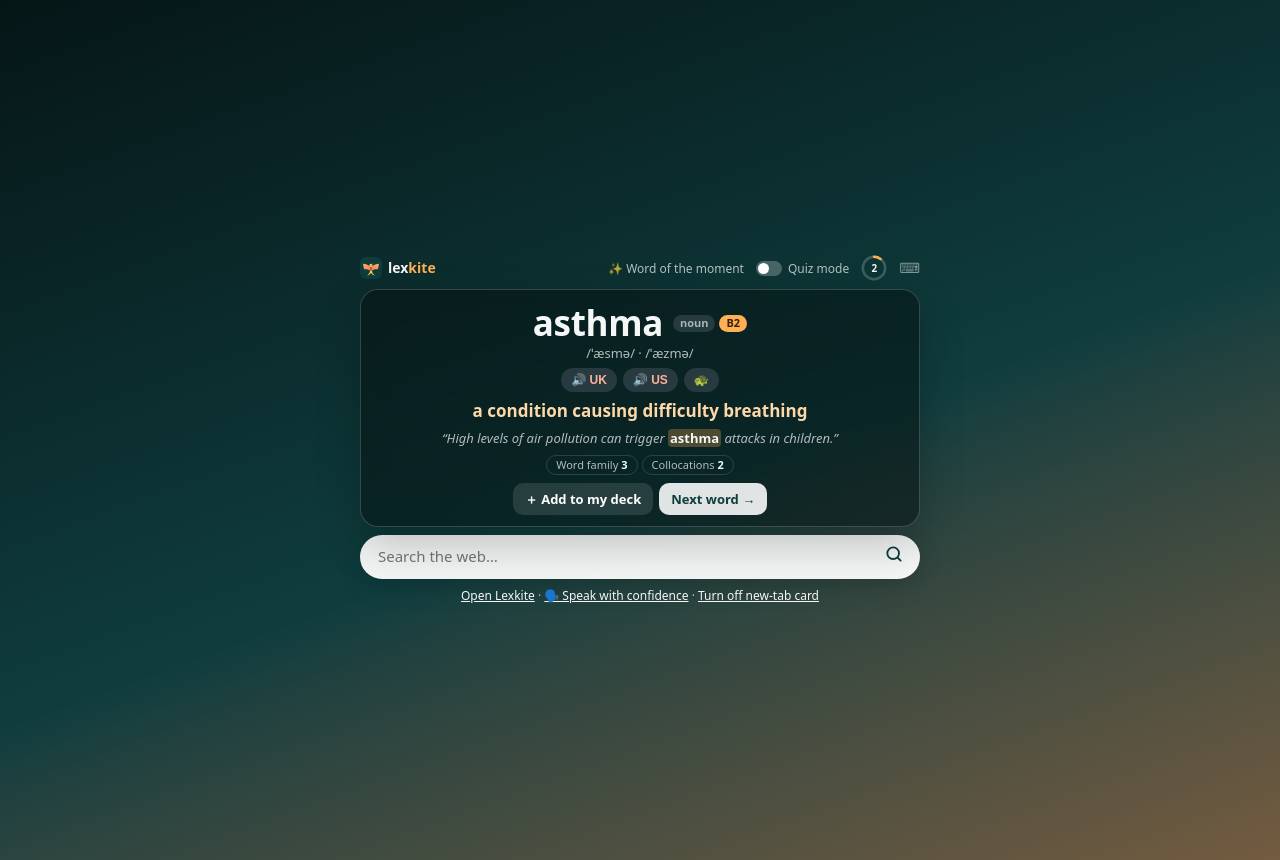 lexkite
✨ Word of the moment Quiz mode 2
asthma noun B2
/ˈæsmə/ · /ˈæzmə/
🔊 UK 🔊 US 🐢
a condition causing difficulty breathing
“High levels of air pollution can trigger asthma attacks in children.”
Word family 3 Collocations 2
+ Add to my deck Next word →
Search the web...
Open Lexkite · 🗣️ Speak with confidence · Turn off new-tab card